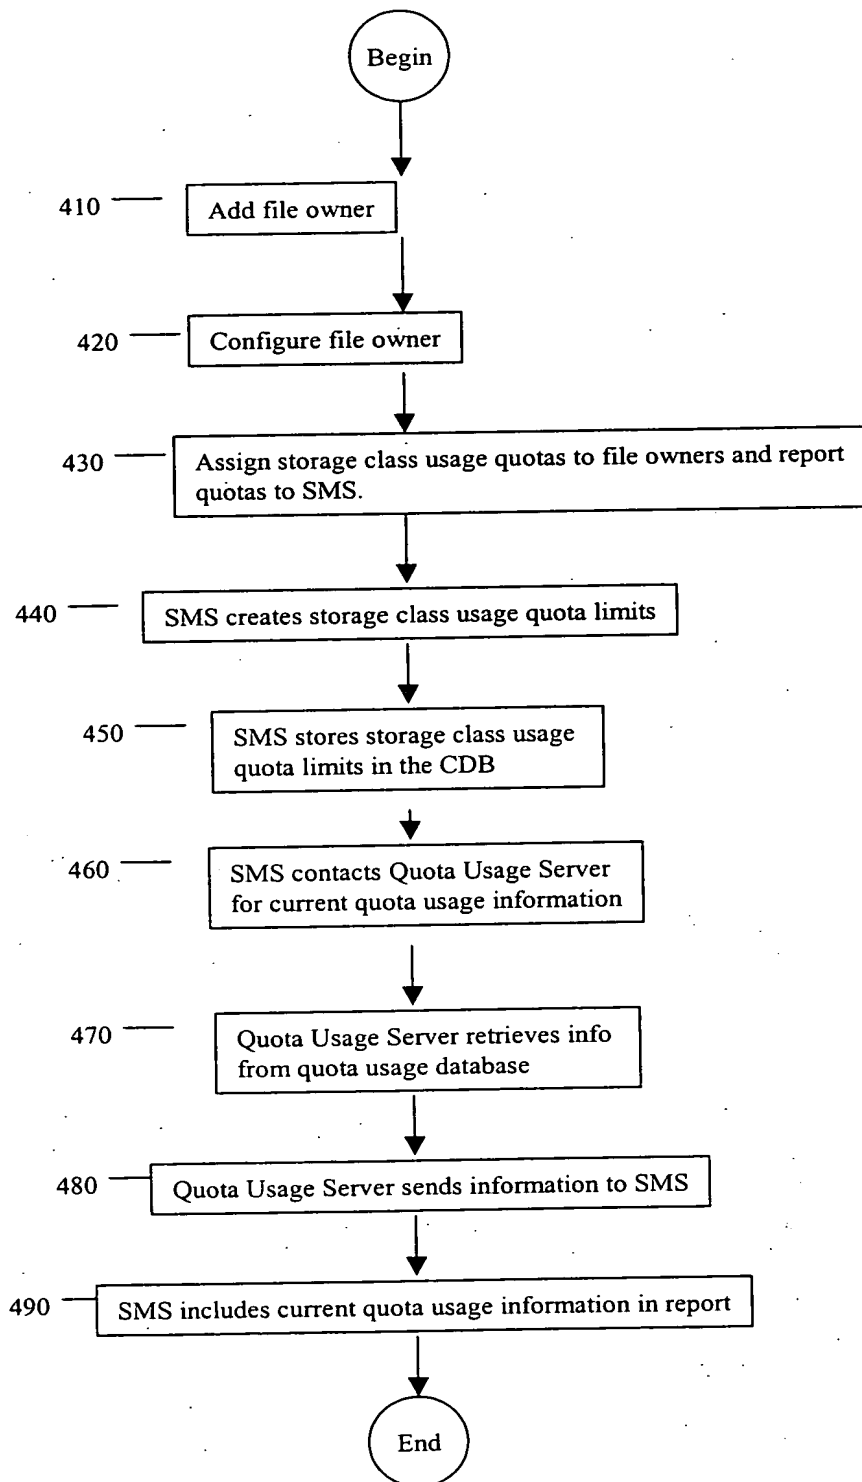 Begin
410
Add file owner
420
Configure file owner
430
Assign storage class usage quotas to file owners and report
quotas to SMS.
440
SMS creates storage class usage quota limits
450
SMS stores storage class usage
quota limits in the CDB
460
SMS contacts Quota Usage Server
for current quota usage information
470
Quota Usage Server retrieves info
from quota usage database
480
Quota Usage Server sends information to SMS
490
SMS includes current quota usage information in report
End